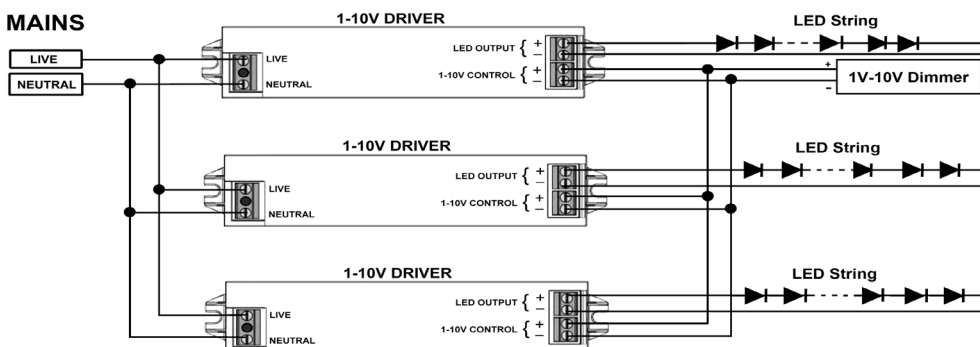 MAINS
LIVE
NEUTRAL
1-10V DRIVER
LIVE
NEUTRAL
LED OUTPUT { +
–
1-10V CONTROL { +
–
LED String
+
1V-10V Dimmer
-
1-10V DRIVER
LIVE
NEUTRAL
LED OUTPUT { +
–
1-10V CONTROL { +
–
LED String
1-10V DRIVER
LIVE
NEUTRAL
LED OUTPUT { +
–
1-10V CONTROL { +
–
LED String